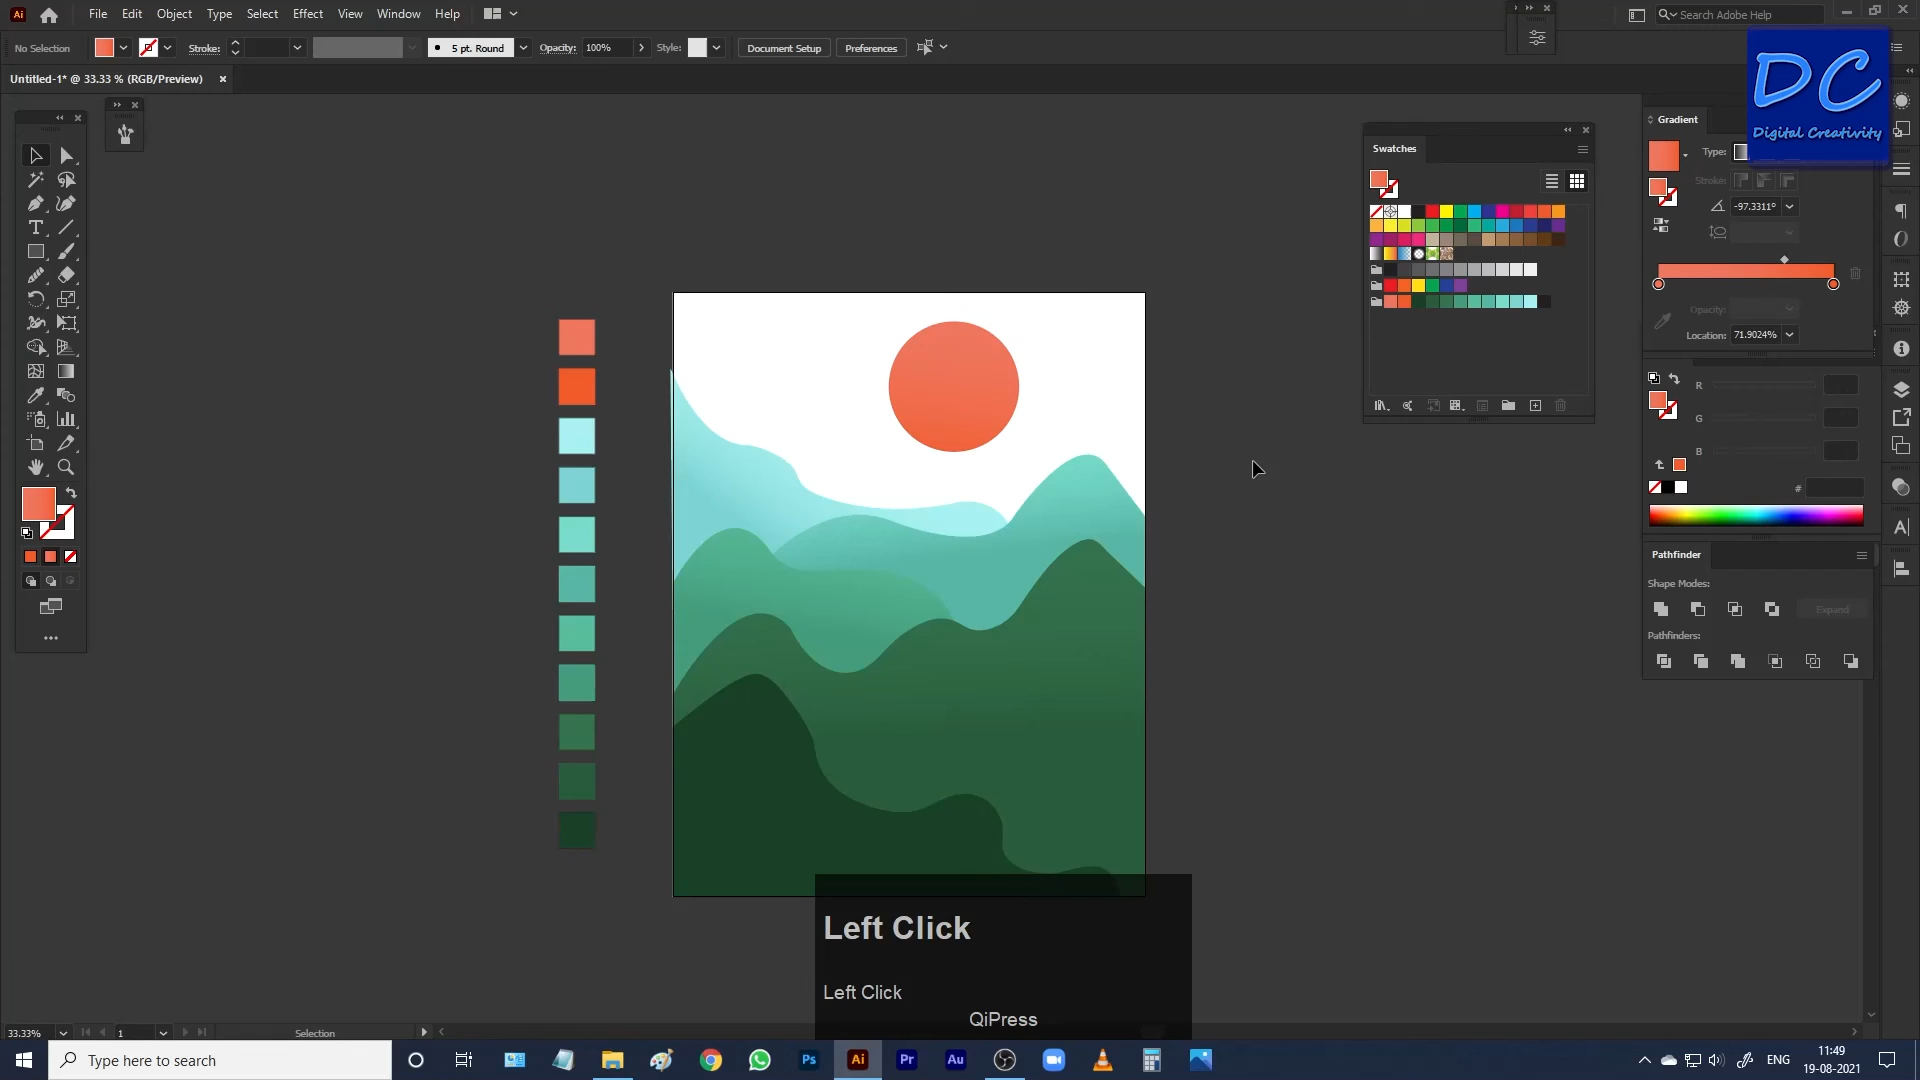 Ai File Edit Object Type Select Effect View Window Help Search Adobe Help
No Selection Stroke: 5 pt. Round Opacity: 100% Style: Document Setup Preferences
Untitled-1* @ 33.33 % (RGB/Preview)
DC
Digital Creativity
Gradient
Type:
Stroke:
-97.3311°
Opacity:
Location: 71.9024%
Swatches
R
G
B
#
Pathfinder
Shape Modes:
Expand
Pathfinders:
Left Click
Left Click
QiPress
33.33% 1 Selection
Type here to search
Ps Ai Pr Au
ENG
11:49
19-08-2021